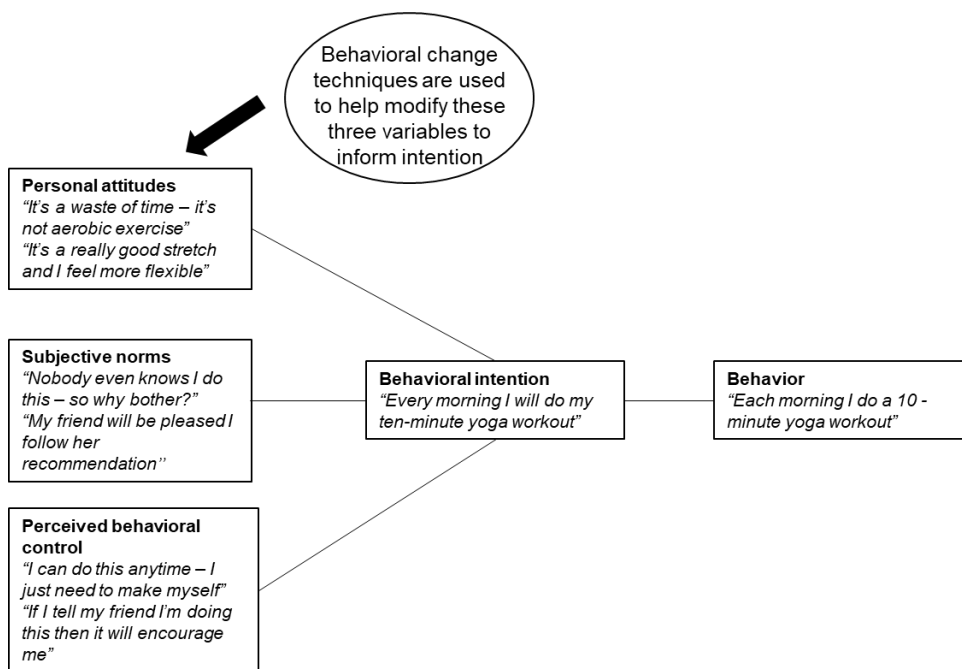 Behavioral change
techniques are used
to help modify these
three variables to
inform intention
Personal attitudes
“It’s a waste of time – it’s
not aerobic exercise”
“It’s a really good stretch
and I feel more flexible”
Subjective norms
“Nobody even knows I do
this – so why bother?”
“My friend will be pleased I
follow her
recommendation’’
Behavioral intention
“Every morning I will do my
ten-minute yoga workout”
Behavior
“Each morning I do a 10 -
minute yoga workout”
Perceived behavioral
control
“I can do this anytime – I
just need to make myself”
“If I tell my friend I’m doing
this then it will encourage
me”